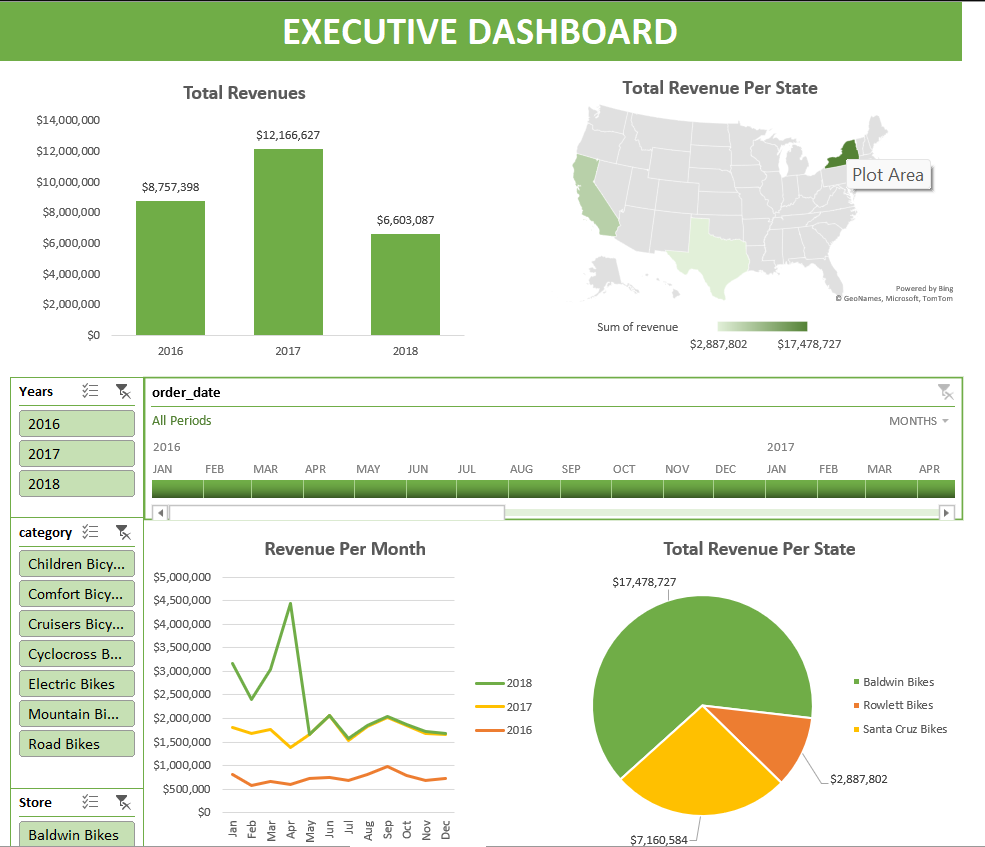 EXECUTIVE DASHBOARD
Total Revenues
$14,000,000
$12,000,000
$10,000,000
$8,000,000
$6,000,000
$4,000,000
$2,000,000
$0
$8,757,398
$12,166,627
$6,603,087
2016 2017 2018
Total Revenue Per State
Plot Area
Powered by Bing
© GeoNames, Microsoft, TomTom
Sum of revenue
$2,887,802 $17,478,727
Years
2016
2017
2018
order_date
All Periods MONTHS
2016 2017
JAN FEB MAR APR MAY JUN JUL AUG SEP OCT NOV DEC JAN FEB MAR APR
category
Children Bicy...
Comfort Bicy...
Cruisers Bicy...
Cyclocross B...
Electric Bikes
Mountain Bi...
Road Bikes
Store
Baldwin Bikes
Revenue Per Month
$5,000,000
$4,500,000
$4,000,000
$3,500,000
$3,000,000
$2,500,000
$2,000,000
$1,500,000
$1,000,000
$500,000
$0
Jan Feb Mar Apr May Jun Jul Aug Sep Oct Nov Dec
2018
2017
2016
Total Revenue Per State
$17,478,727
$2,887,802
$7,160,584
Baldwin Bikes
Rowlett Bikes
Santa Cruz Bikes